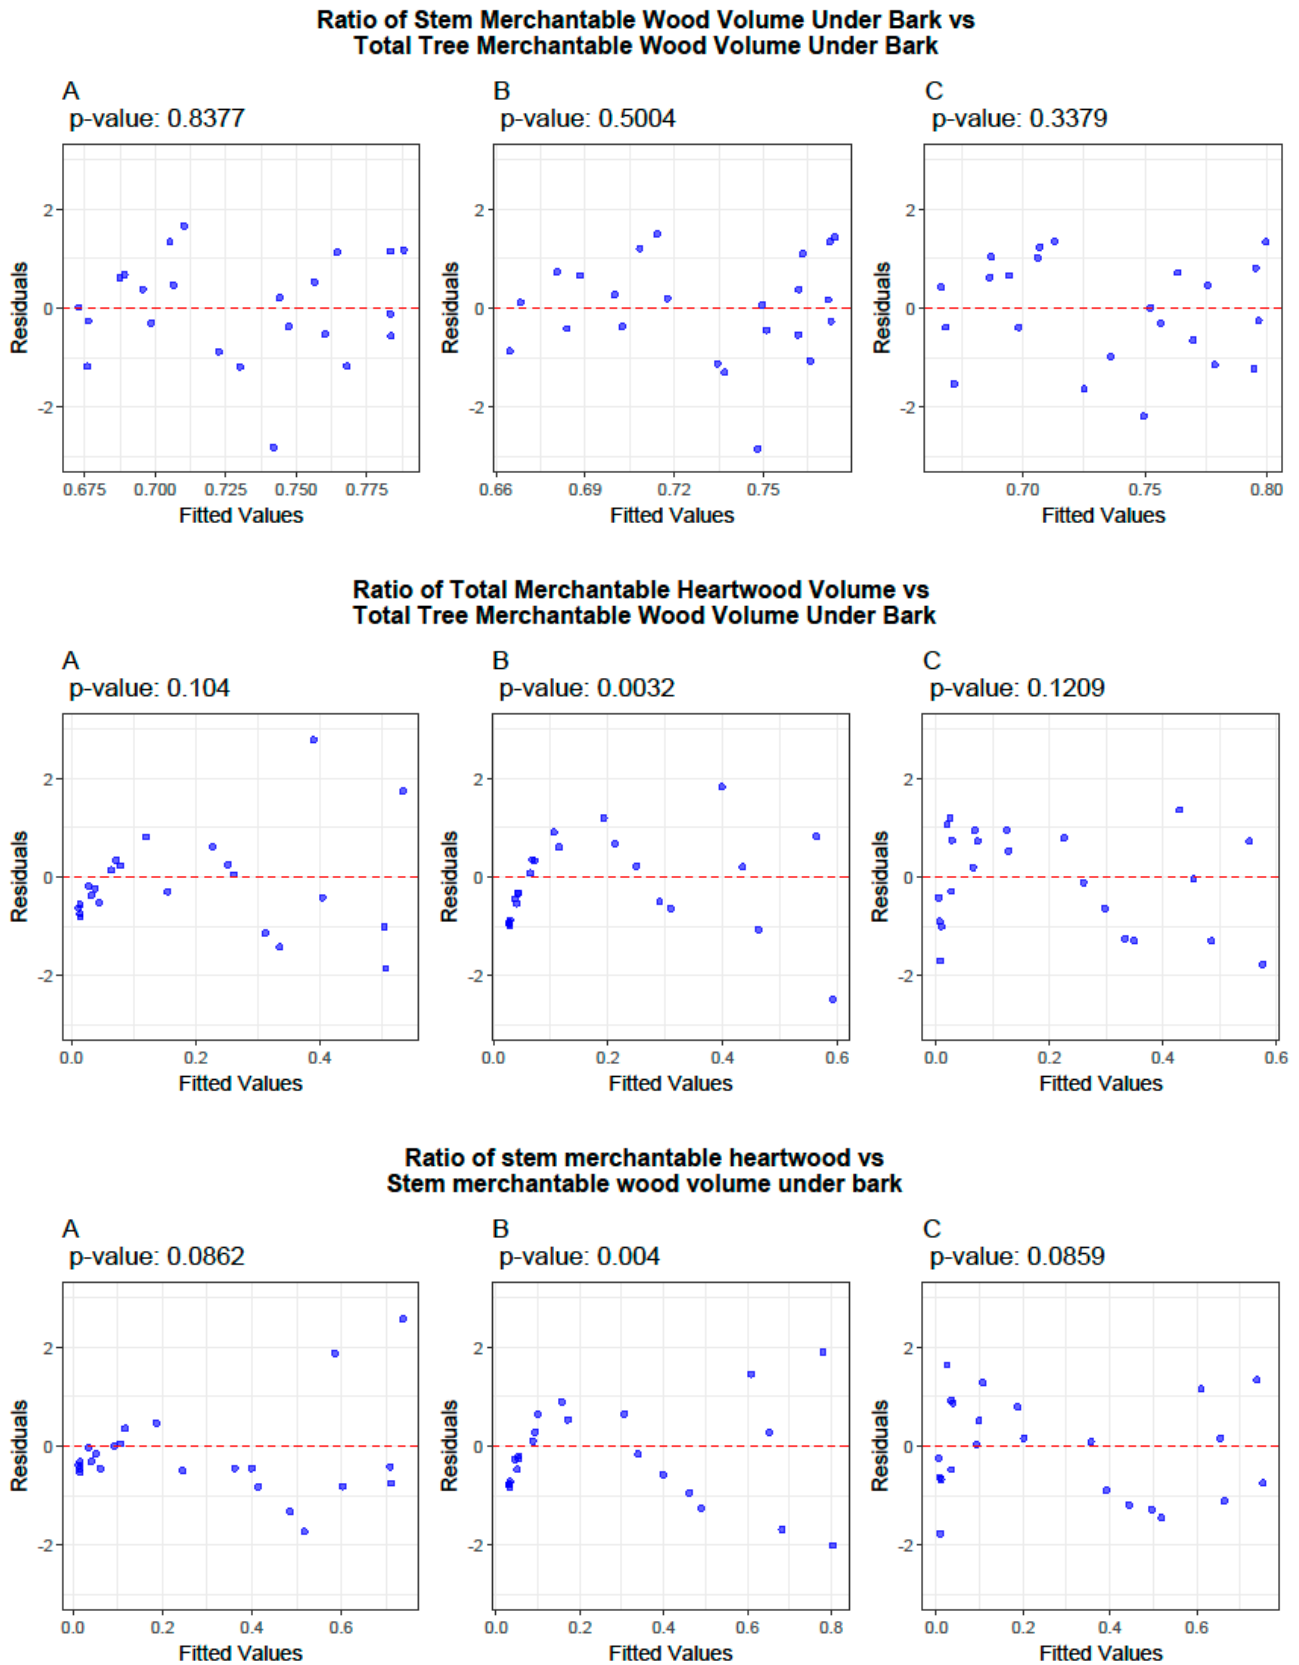 Ratio of Stem Merchantable Wood Volume Under Bark vs
Total Tree Merchantable Wood Volume Under Bark
A
p-value: 0.8377
B
p-value: 0.5004
C
p-value: 0.3379
Residuals
2
0
-2
0.675 0.700 0.725 0.750 0.775
Fitted Values
Residuals
2
0
-2
0.66 0.69 0.72 0.75
Fitted Values
Residuals
2
0
-2
0.70 0.75 0.80
Fitted Values
Ratio of Total Merchantable Heartwood Volume vs
Total Tree Merchantable Wood Volume Under Bark
A
p-value: 0.104
B
p-value: 0.0032
C
p-value: 0.1209
Residuals
2
0
-2
0.0 0.2 0.4
Fitted Values
Residuals
2
0
-2
0.0 0.2 0.4 0.6
Fitted Values
Residuals
2
0
-2
0.0 0.2 0.4 0.6
Fitted Values
Ratio of stem merchantable heartwood vs
Stem merchantable wood volume under bark
A
p-value: 0.0862
B
p-value: 0.004
C
p-value: 0.0859
Residuals
2
0
-2
0.0 0.2 0.4 0.6
Fitted Values
Residuals
2
0
-2
0.0 0.2 0.4 0.6 0.8
Fitted Values
Residuals
2
0
-2
0.0 0.2 0.4 0.6
Fitted Values